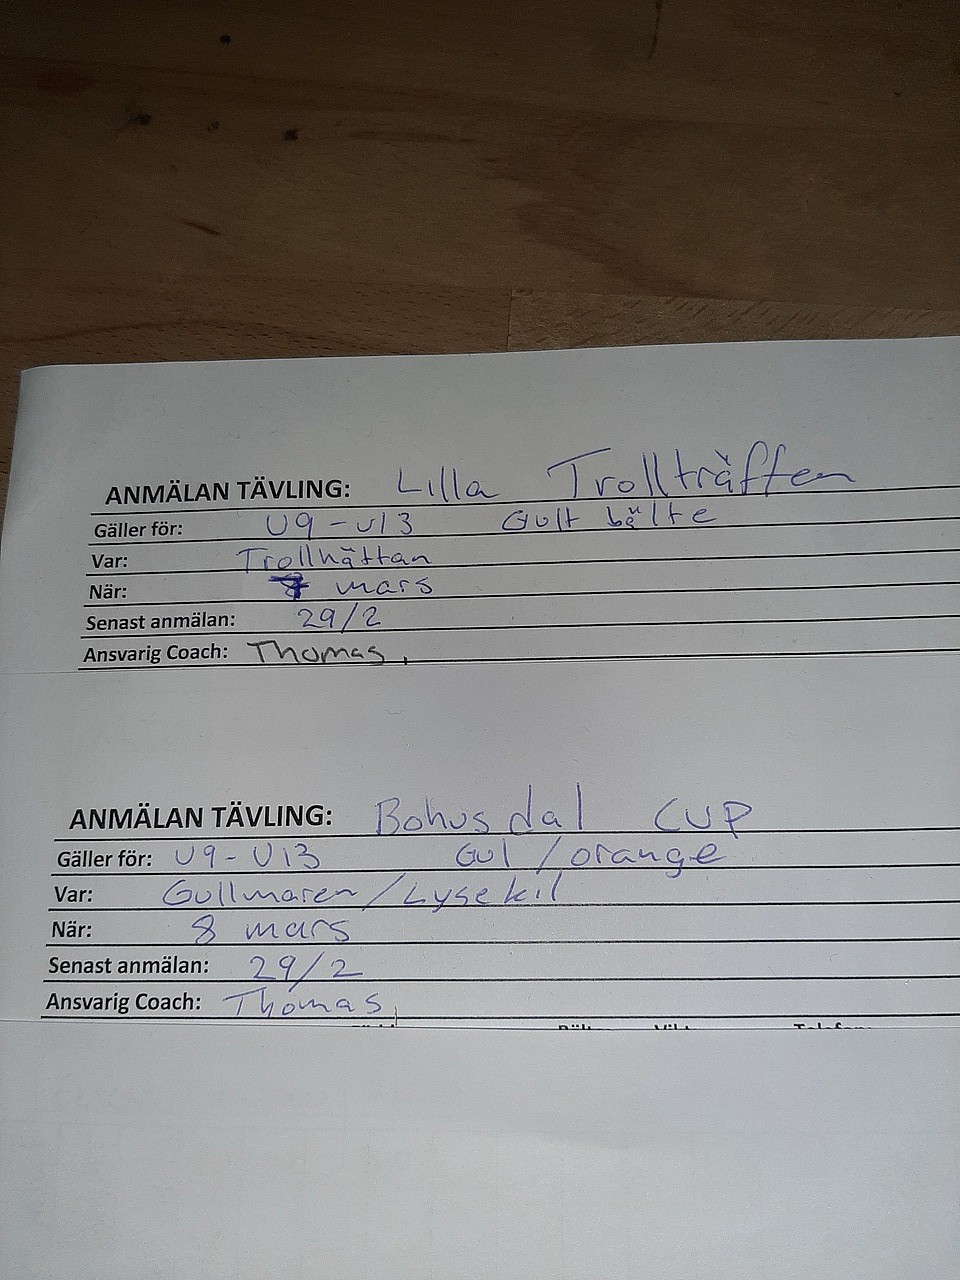 ANMÄLAN TÄVLING: Lilla Trollträffen
Gäller för: U9-U13 Gult bälte
Var: Trollhättan
När: 7 mars
Senast anmälan: 29/2
Ansvarig Coach: Thomas
ANMÄLAN TÄVLING: Bohusdal CUP
Gäller för: U9-U13 Gul/orange
Var: Gullmaren/Lysekil
När: 8 mars
Senast anmälan: 29/2
Ansvarig Coach: Thomas